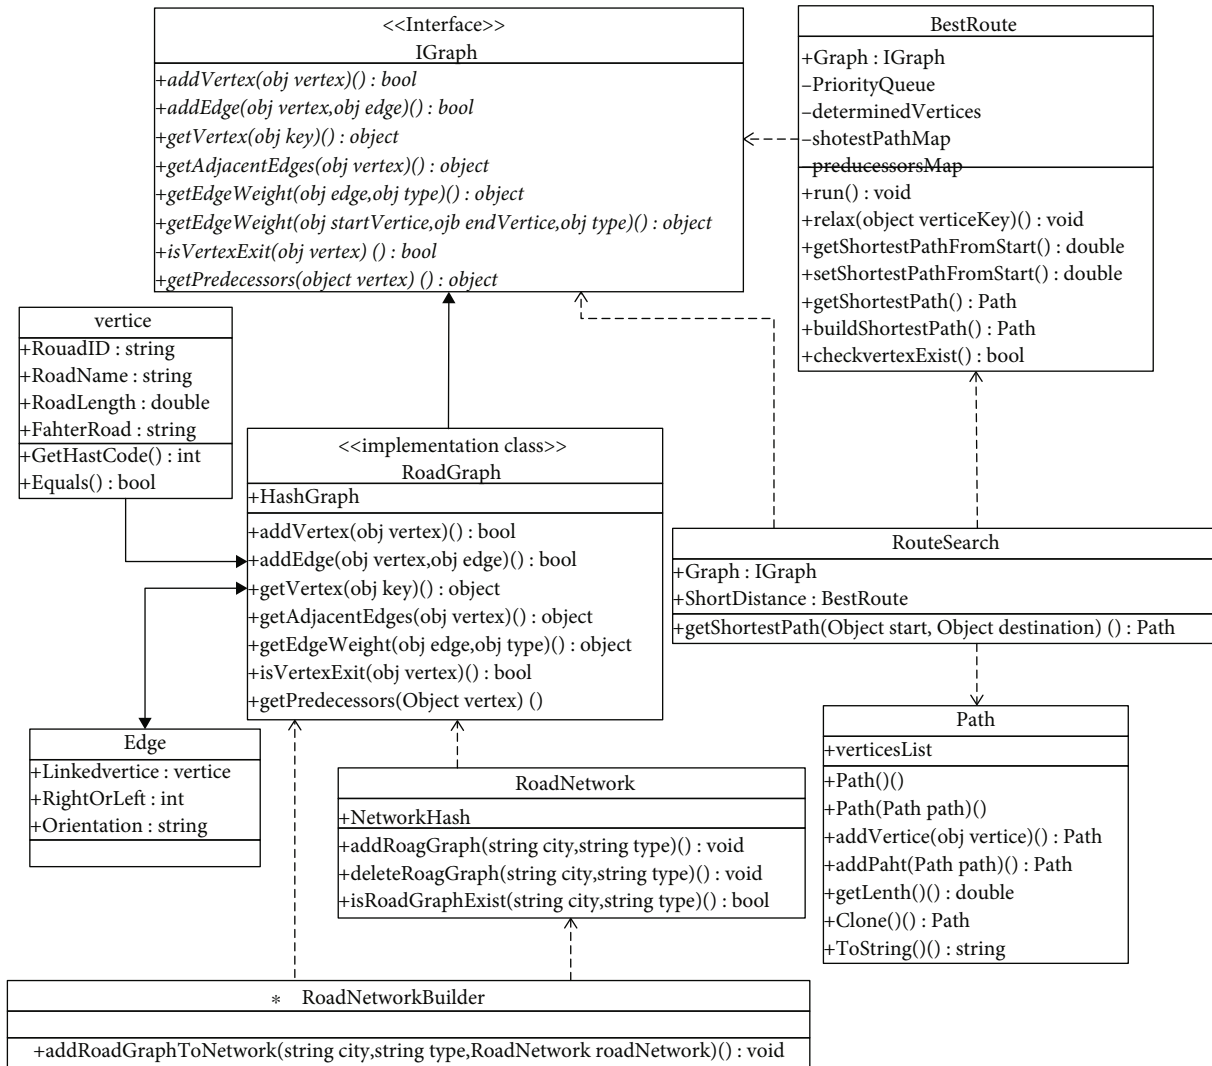 <<Interface>>
IGraph
+addVertex(obj vertex)() : bool
+addEdge(obj vertex,obj edge)() : bool
+getVertex(obj key)() : object
+getAdjacentEdges(obj vertex)() : object
+getEdgeWeight(obj edge,obj type)() : object
+getEdgeWeight(obj startVertice,ojb endVertice,obj type)() : object
+isVertexExit(obj vertex) () : bool
+getPredecessors(object vertex) () : object
BestRoute
+Graph : IGraph
–PriorityQueue
–determinedVertices
–shotestPathMap
–preducessorsMap
+run() : void
+relax(object verticeKey)() : void
+getShortestPathFromStart() : double
+setShortestPathFromStart() : double
+getShortestPath() : Path
+buildShortestPath() : Path
+checkvertexExist() : bool
vertice
+RouadID : string
+RoadName : string
+RoadLength : double
+FahterRoad : string
+GetHastCode() : int
+Equals() : bool
<<implementation class>>
RoadGraph
+HashGraph
+addVertex(obj vertex)() : bool
+addEdge(obj vertex,obj edge)() : bool
+getVertex(obj key)() : object
+getAdjacentEdges(obj vertex)() : object
+getEdgeWeight(obj edge,obj type)() : object
+isVertexExit(obj vertex)() : bool
+getPredecessors(Object vertex) ()
RouteSearch
+Graph : IGraph
+ShortDistance : BestRoute
+getShortestPath(Object start, Object destination) () : Path
Edge
+Linkedvertice : vertice
+RightOrLeft : int
+Orientation : string
RoadNetwork
+NetworkHash
+addRoagGraph(string city,string type)() : void
+deleteRoagGraph(string city,string type)() : void
+isRoadGraphExist(string city,string type)() : bool
Path
+verticesList
+Path()()
+Path(Path path)()
+addVertice(obj vertice)() : Path
+addPaht(Path path)() : Path
+getLenth()() : double
+Clone()() : Path
+ToString()() : string
* RoadNetworkBuilder
+addRoadGraphToNetwork(string city,string type,RoadNetwork roadNetwork)() : void